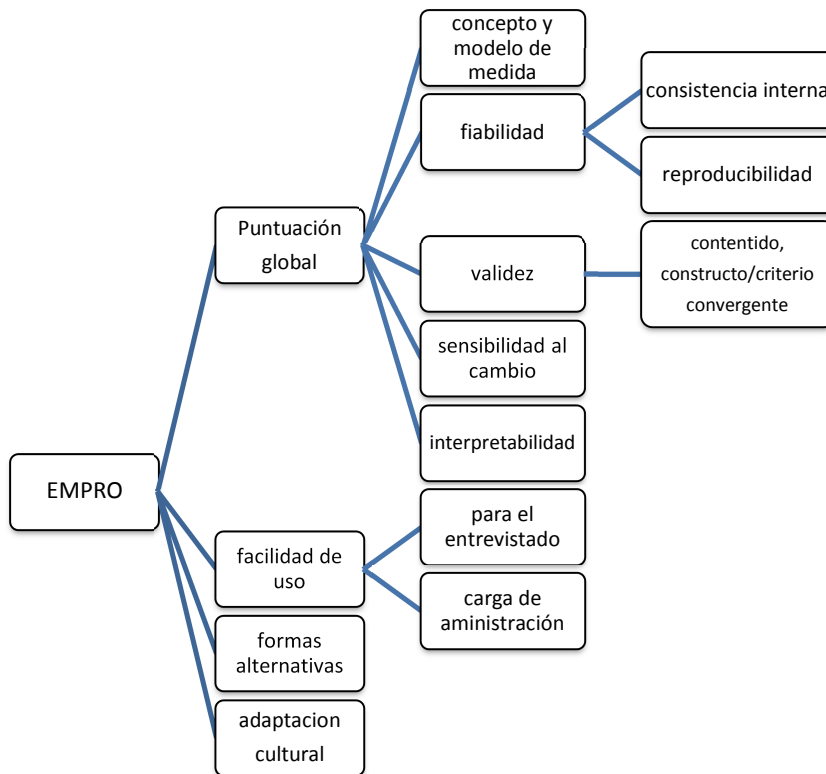 concepto y
modelo de
medida
consistencia interna
fiabilidad
reproducibilidad
Puntuación
global
contentido,
constructo/criterio
convergente
validez
sensibilidad al
cambio
interpretabilidad
EMPRO
para el
entrevistado
facilidad de
uso
carga de
aministración
formas
alternativas
adaptacion
cultural